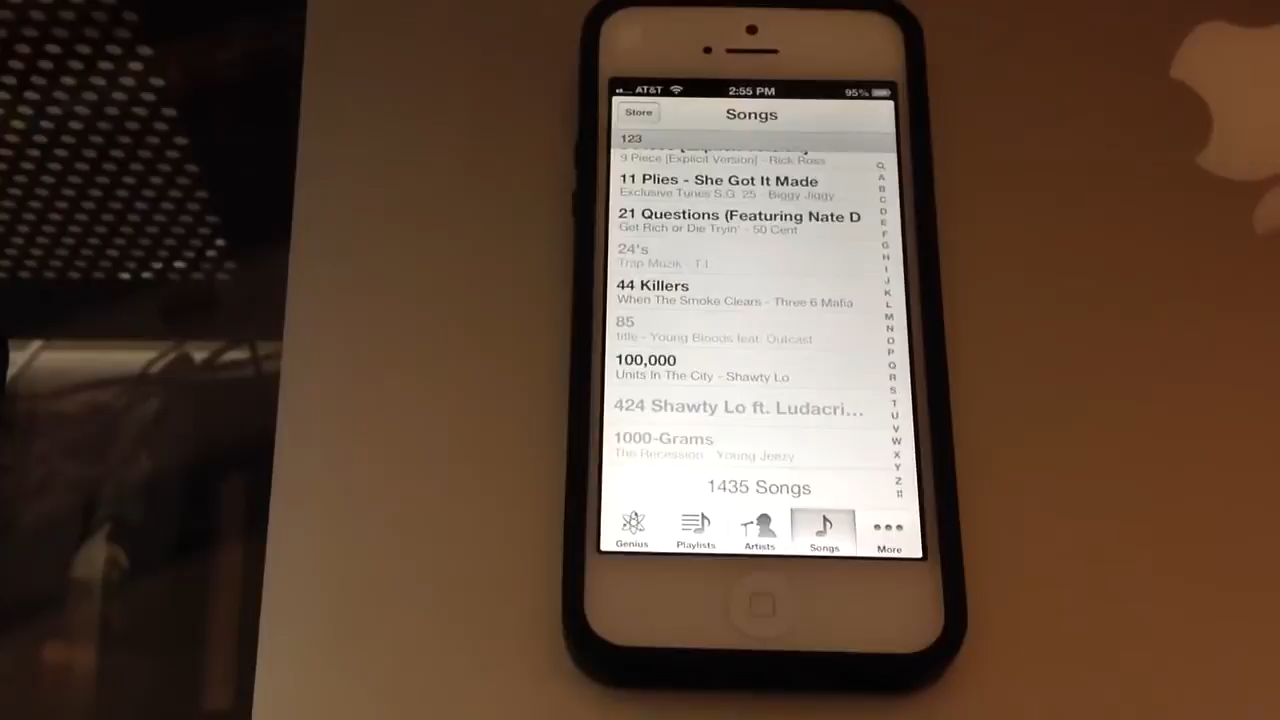 AT&T 2:55 PM 95%
Store Songs
123
9 Piece [Explicit Version] - Rick Ross
11 Plies - She Got It Made
Exclusive Tunes S.G. 25 - Biggy Jiggy
21 Questions (Featuring Nate D
Get Rich or Die Tryin' - 50 Cent
24's
Trap Muzik - T.I.
44 Killers
When The Smoke Clears - Three 6 Mafia
85
title - Young Bloods feat. Outcast
100,000
Units In The City - Shawty Lo
424 Shawty Lo ft. Ludacri...
1000-Grams
The Recession - Young Jeezy
1435 Songs
A
B
C
D
E
F
G
H
I
J
K
L
M
N
O
P
Q
R
S
T
U
V
W
X
Y
Z
#
Genius Playlists Artists Songs More